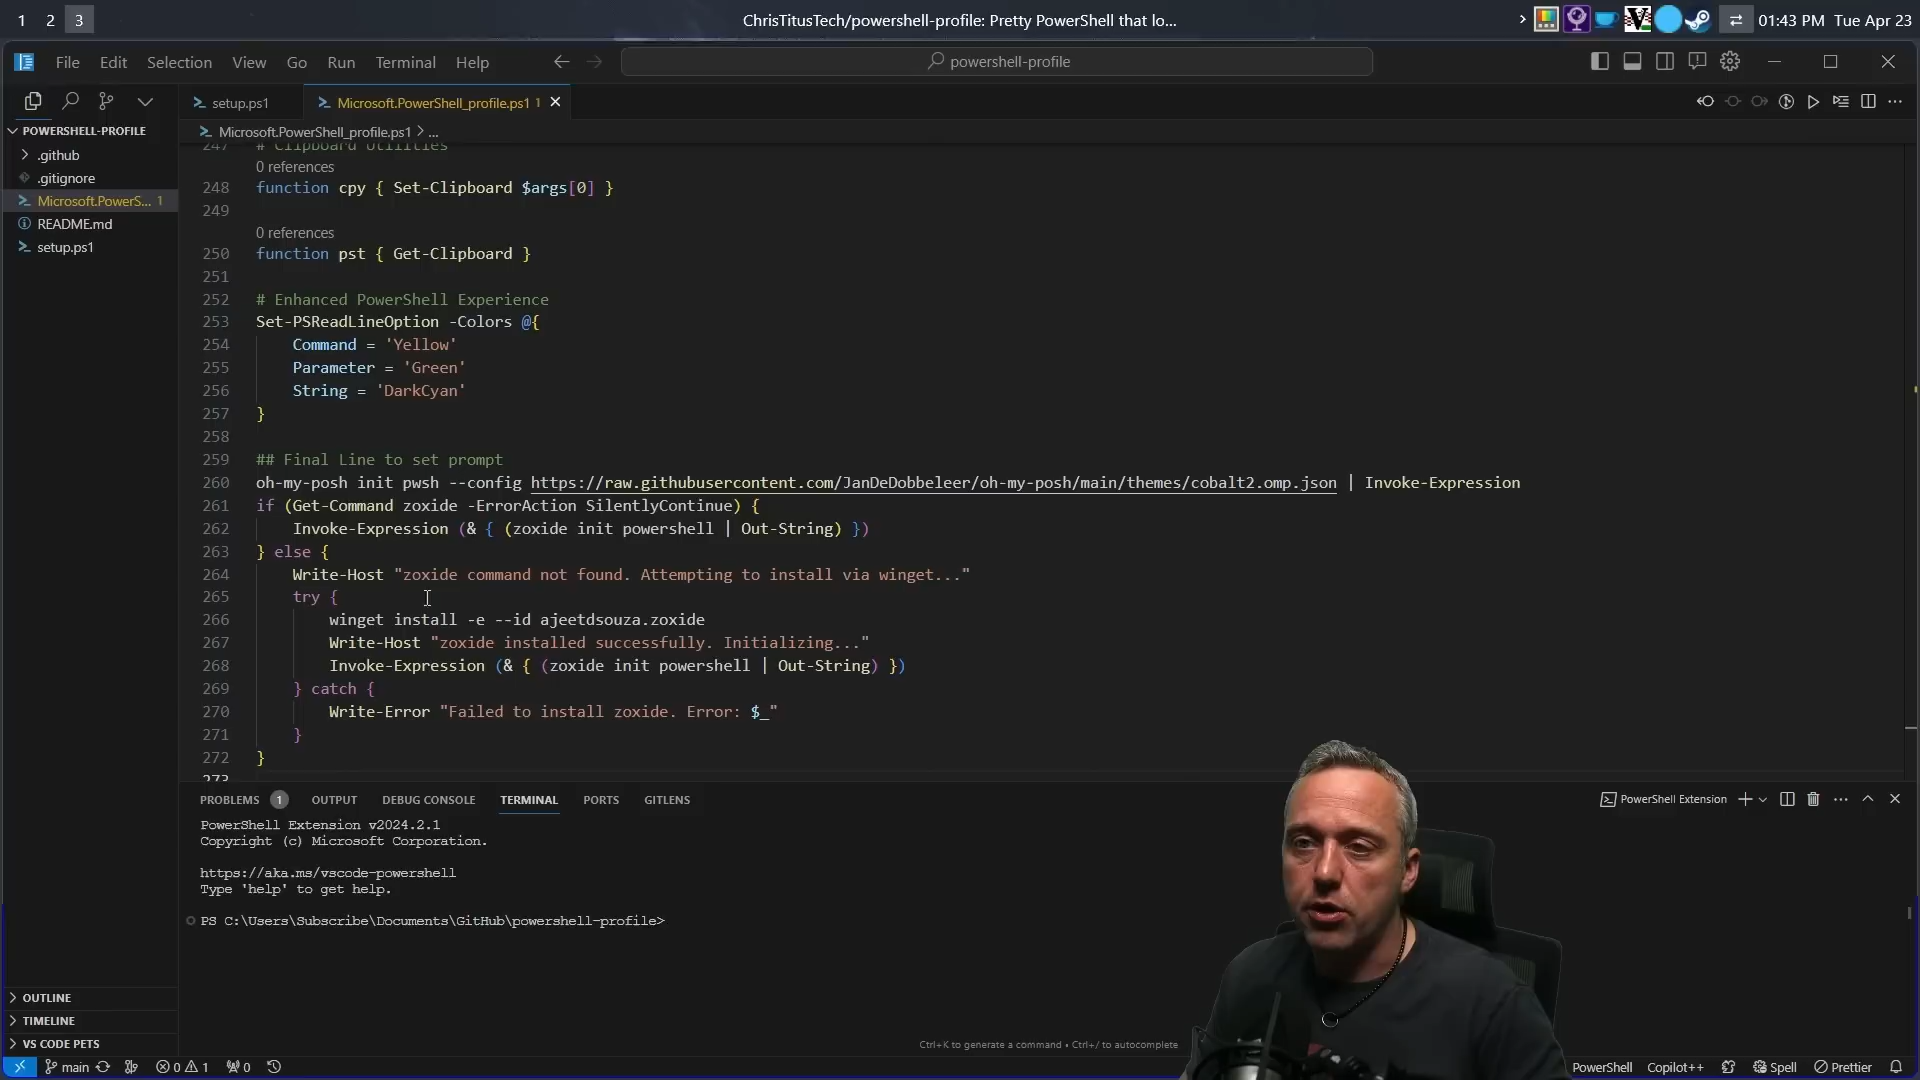 1 2 3
ChrisTitusTech/powershell-profile: Pretty PowerShell that lo...
01:43 PM Tue Apr 23
File Edit Selection View Go Run Terminal Help
powershell-profile
setup.ps1
Microsoft.PowerShell_profile.ps1 1
POWERSHELL-PROFILE
.github
.gitignore
Microsoft.PowerS... 1
README.md
setup.ps1
Microsoft.PowerShell_profile.ps1 > ...
247 # Clipboard Utilities
0 references
248 function cpy { Set-Clipboard $args[0] }
249
0 references
250 function pst { Get-Clipboard }
251
252 # Enhanced PowerShell Experience
253 Set-PSReadLineOption -Colors @{
254 Command = 'Yellow'
255 Parameter = 'Green'
256 String = 'DarkCyan'
257 }
258
259 ## Final Line to set prompt
260 oh-my-posh init pwsh --config https://raw.githubusercontent.com/JanDeDobbeleer/oh-my-posh/main/themes/cobalt2.omp.json | Invoke-Expression
261 if (Get-Command zoxide -ErrorAction SilentlyContinue) {
262 Invoke-Expression (& { (zoxide init powershell | Out-String) })
263 } else {
264 Write-Host "zoxide command not found. Attempting to install via winget..."
265 try {
266 winget install -e --id ajeetdsouza.zoxide
267 Write-Host "zoxide installed successfully. Initializing..."
268 Invoke-Expression (& { (zoxide init powershell | Out-String) })
269 } catch {
270 Write-Error "Failed to install zoxide. Error: $_"
271 }
272 }
273
PROBLEMS 1 OUTPUT DEBUG CONSOLE TERMINAL PORTS GITLENS
PowerShell Extension
PowerShell Extension v2024.2.1
Copyright (c) Microsoft Corporation.
https://aka.ms/vscode-powershell
Type 'help' to get help.
PS C:\Users\Subscribe\Documents\GitHub\powershell-profile>
OUTLINE
TIMELINE
VS CODE PETS
Ctrl+K to generate a command • Ctrl+/ to autocomplete
main 0 1 0
PowerShell Copilot++ Spell Prettier